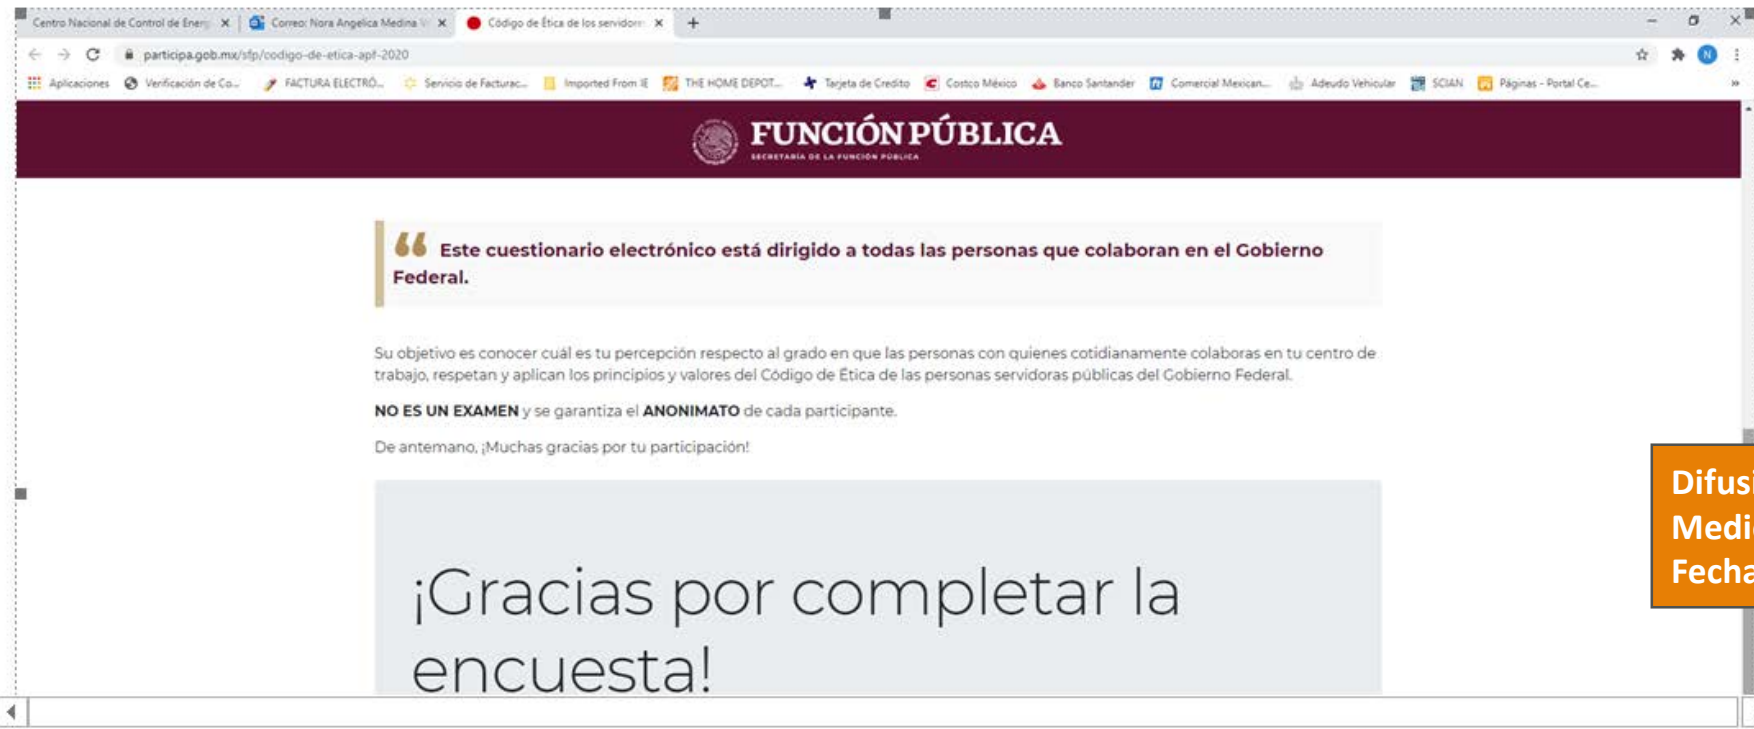 Centro Nacional de Control de Energ
Correo: Nora Angelica Medina Vi
Código de Ética de los servidores
participa.gob.mx/sfp/codigo-de-etica-apf-2020
N
Aplicaciones
Verificación de Co...
FACTURA ELECTRÓ...
Servicio de Facturac...
Imported From IE
THE HOME DEPOT...
Tarjeta de Credito
Costco México
Banco Santander
Comercial Mexican...
Adeudo Vehicular
SCIAN
Páginas - Portal Ce...
FUNCIÓN PÚBLICA
SECRETARÍA DE LA FUNCIÓN PÚBLICA
Este cuestionario electrónico está dirigido a todas las personas que colaboran en el Gobierno
Federal.
Su objetivo es conocer cuál es tu percepción respecto al grado en que las personas con quienes cotidianamente colaboras en tu centro de
trabajo, respetan y aplican los principios y valores del Código de Ética de las personas servidoras públicas del Gobierno Federal.
NO ES UN EXAMEN y se garantiza el ANONIMATO de cada participante.
De antemano, ¡Muchas gracias por tu participación!
¡Gracias por completar la
encuesta!
Difusi
Medi
Fecha